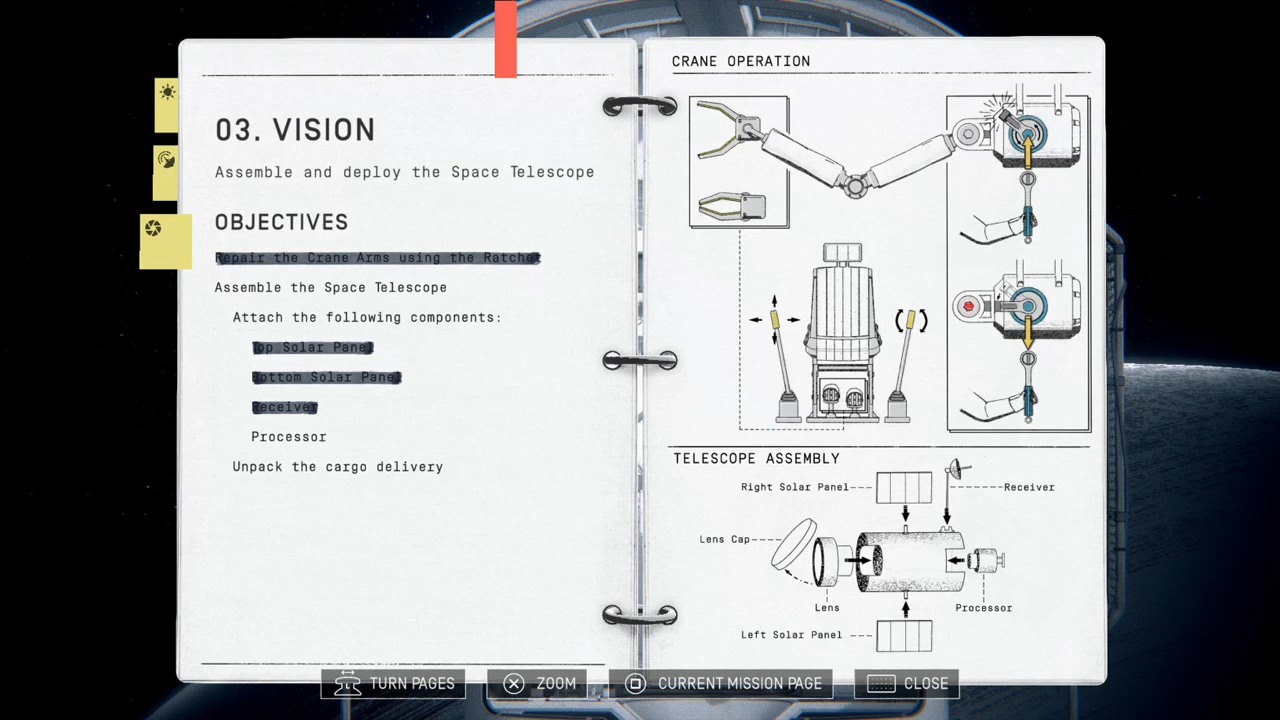 03. VISION
Assemble and deploy the Space Telescope
OBJECTIVES
Repair the Crane Arms using the Ratchet
Assemble the Space Telescope
Attach the following components:
Top Solar Panel
Bottom Solar Panel
Receiver
Processor
Unpack the cargo delivery
CRANE OPERATION
TELESCOPE ASSEMBLY
Right Solar Panel
Receiver
Lens Cap
Lens
Processor
Left Solar Panel
TURN PAGES
ZOOM
CURRENT MISSION PAGE
CLOSE